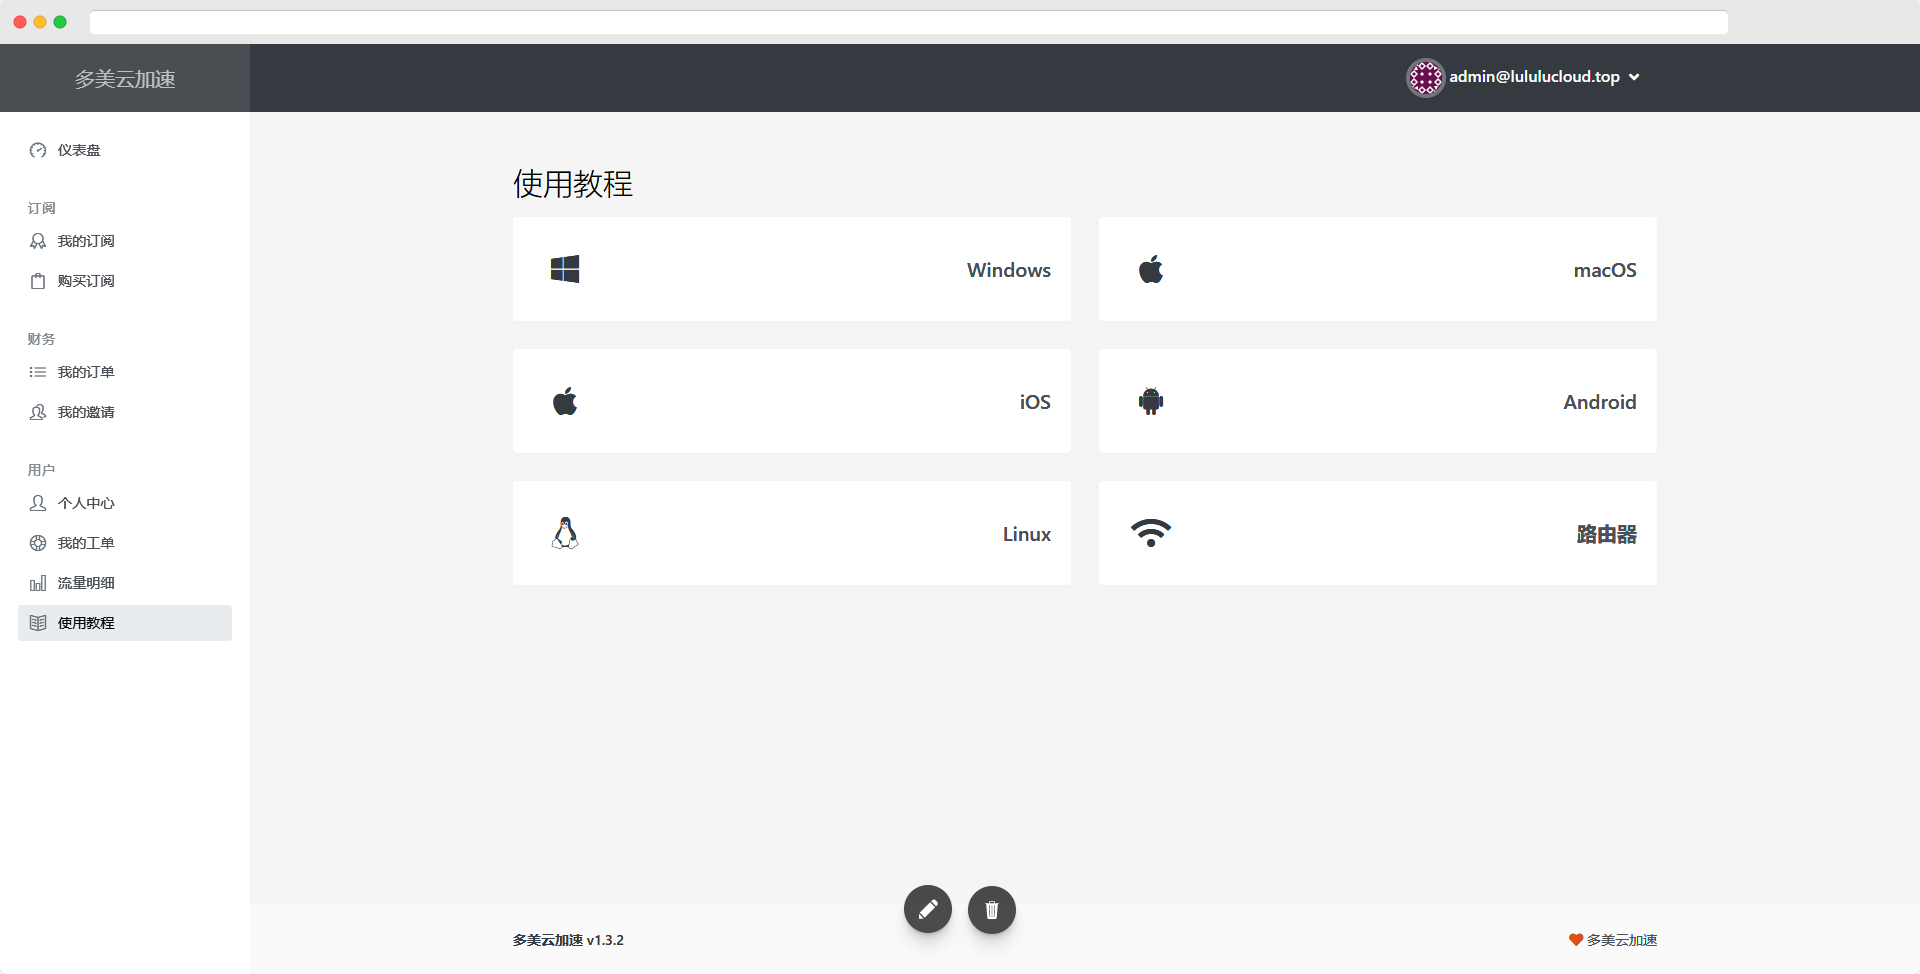 多美云加速
admin@lululucloud.top
仪表盘
订阅
我的订阅
购买订阅
财务
我的订单
我的邀请
用户
个人中心
我的工单
流量明细
使用教程
使用教程
Windows
macOS
iOS
Android
Linux
路由器
多美云加速 v1.3.2
多美云加速